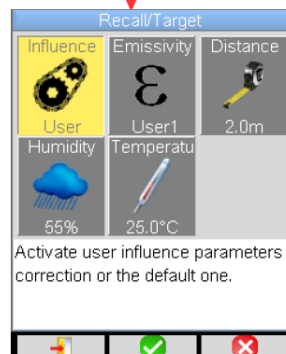 Recall/Target
Influence Emissivity Distance
ε
User User1 2.0m
Humidity Temperatu
55% 25.0°C
Activate user influence parameters
correction or the default one.